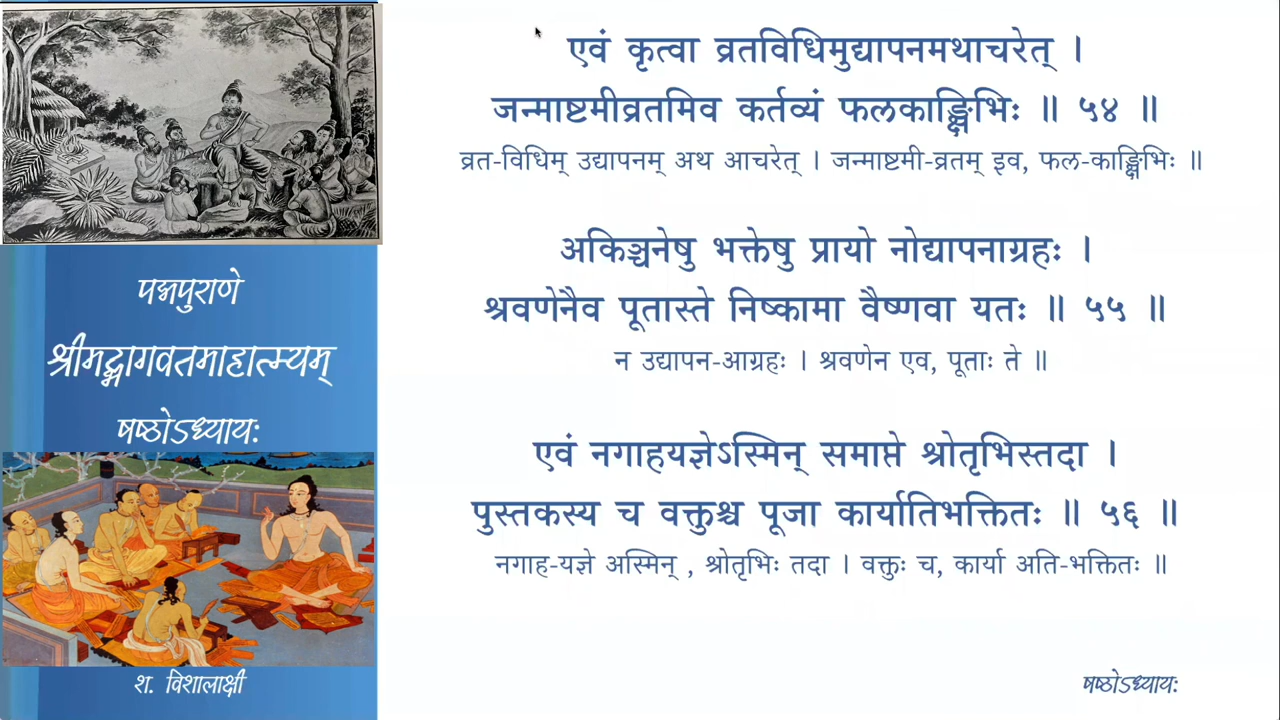 पद्मपुराणे
श्रीमद्भागवतमाहात्म्यम्
षष्ठोऽध्यायः
श. विशालाक्षी
एवं कृत्वा व्रतविधिमुद्यापनमथाचरेत् ।
जन्माष्टमीव्रतमिव कर्तव्यं फलकाङ्क्षिभिः ॥ ५४ ॥
व्रत-विधिम् उद्यापनम् अथ आचरेत् । जन्माष्टमी-व्रतम् इव, फल-काङ्क्षिभिः ॥
अकिञ्चनेषु भक्तेषु प्रायो नोद्यापनाग्रहः ।
श्रवणेनैव पूतास्ते निष्कामा वैष्णवा यतः ॥ ५५ ॥
न उद्यापन-आग्रहः । श्रवणेन एव, पूताः ते ॥
एवं नगाहयज्ञेऽस्मिन् समाप्ते श्रोतृभिस्तदा ।
पुस्तकस्य च वक्तुश्च पूजा कार्यातिभक्तितः ॥ ५६ ॥
नगाह-यज्ञे अस्मिन् , श्रोतृभिः तदा । वक्तुः च, कार्या अति-भक्तितः ॥
षष्ठोऽध्यायः